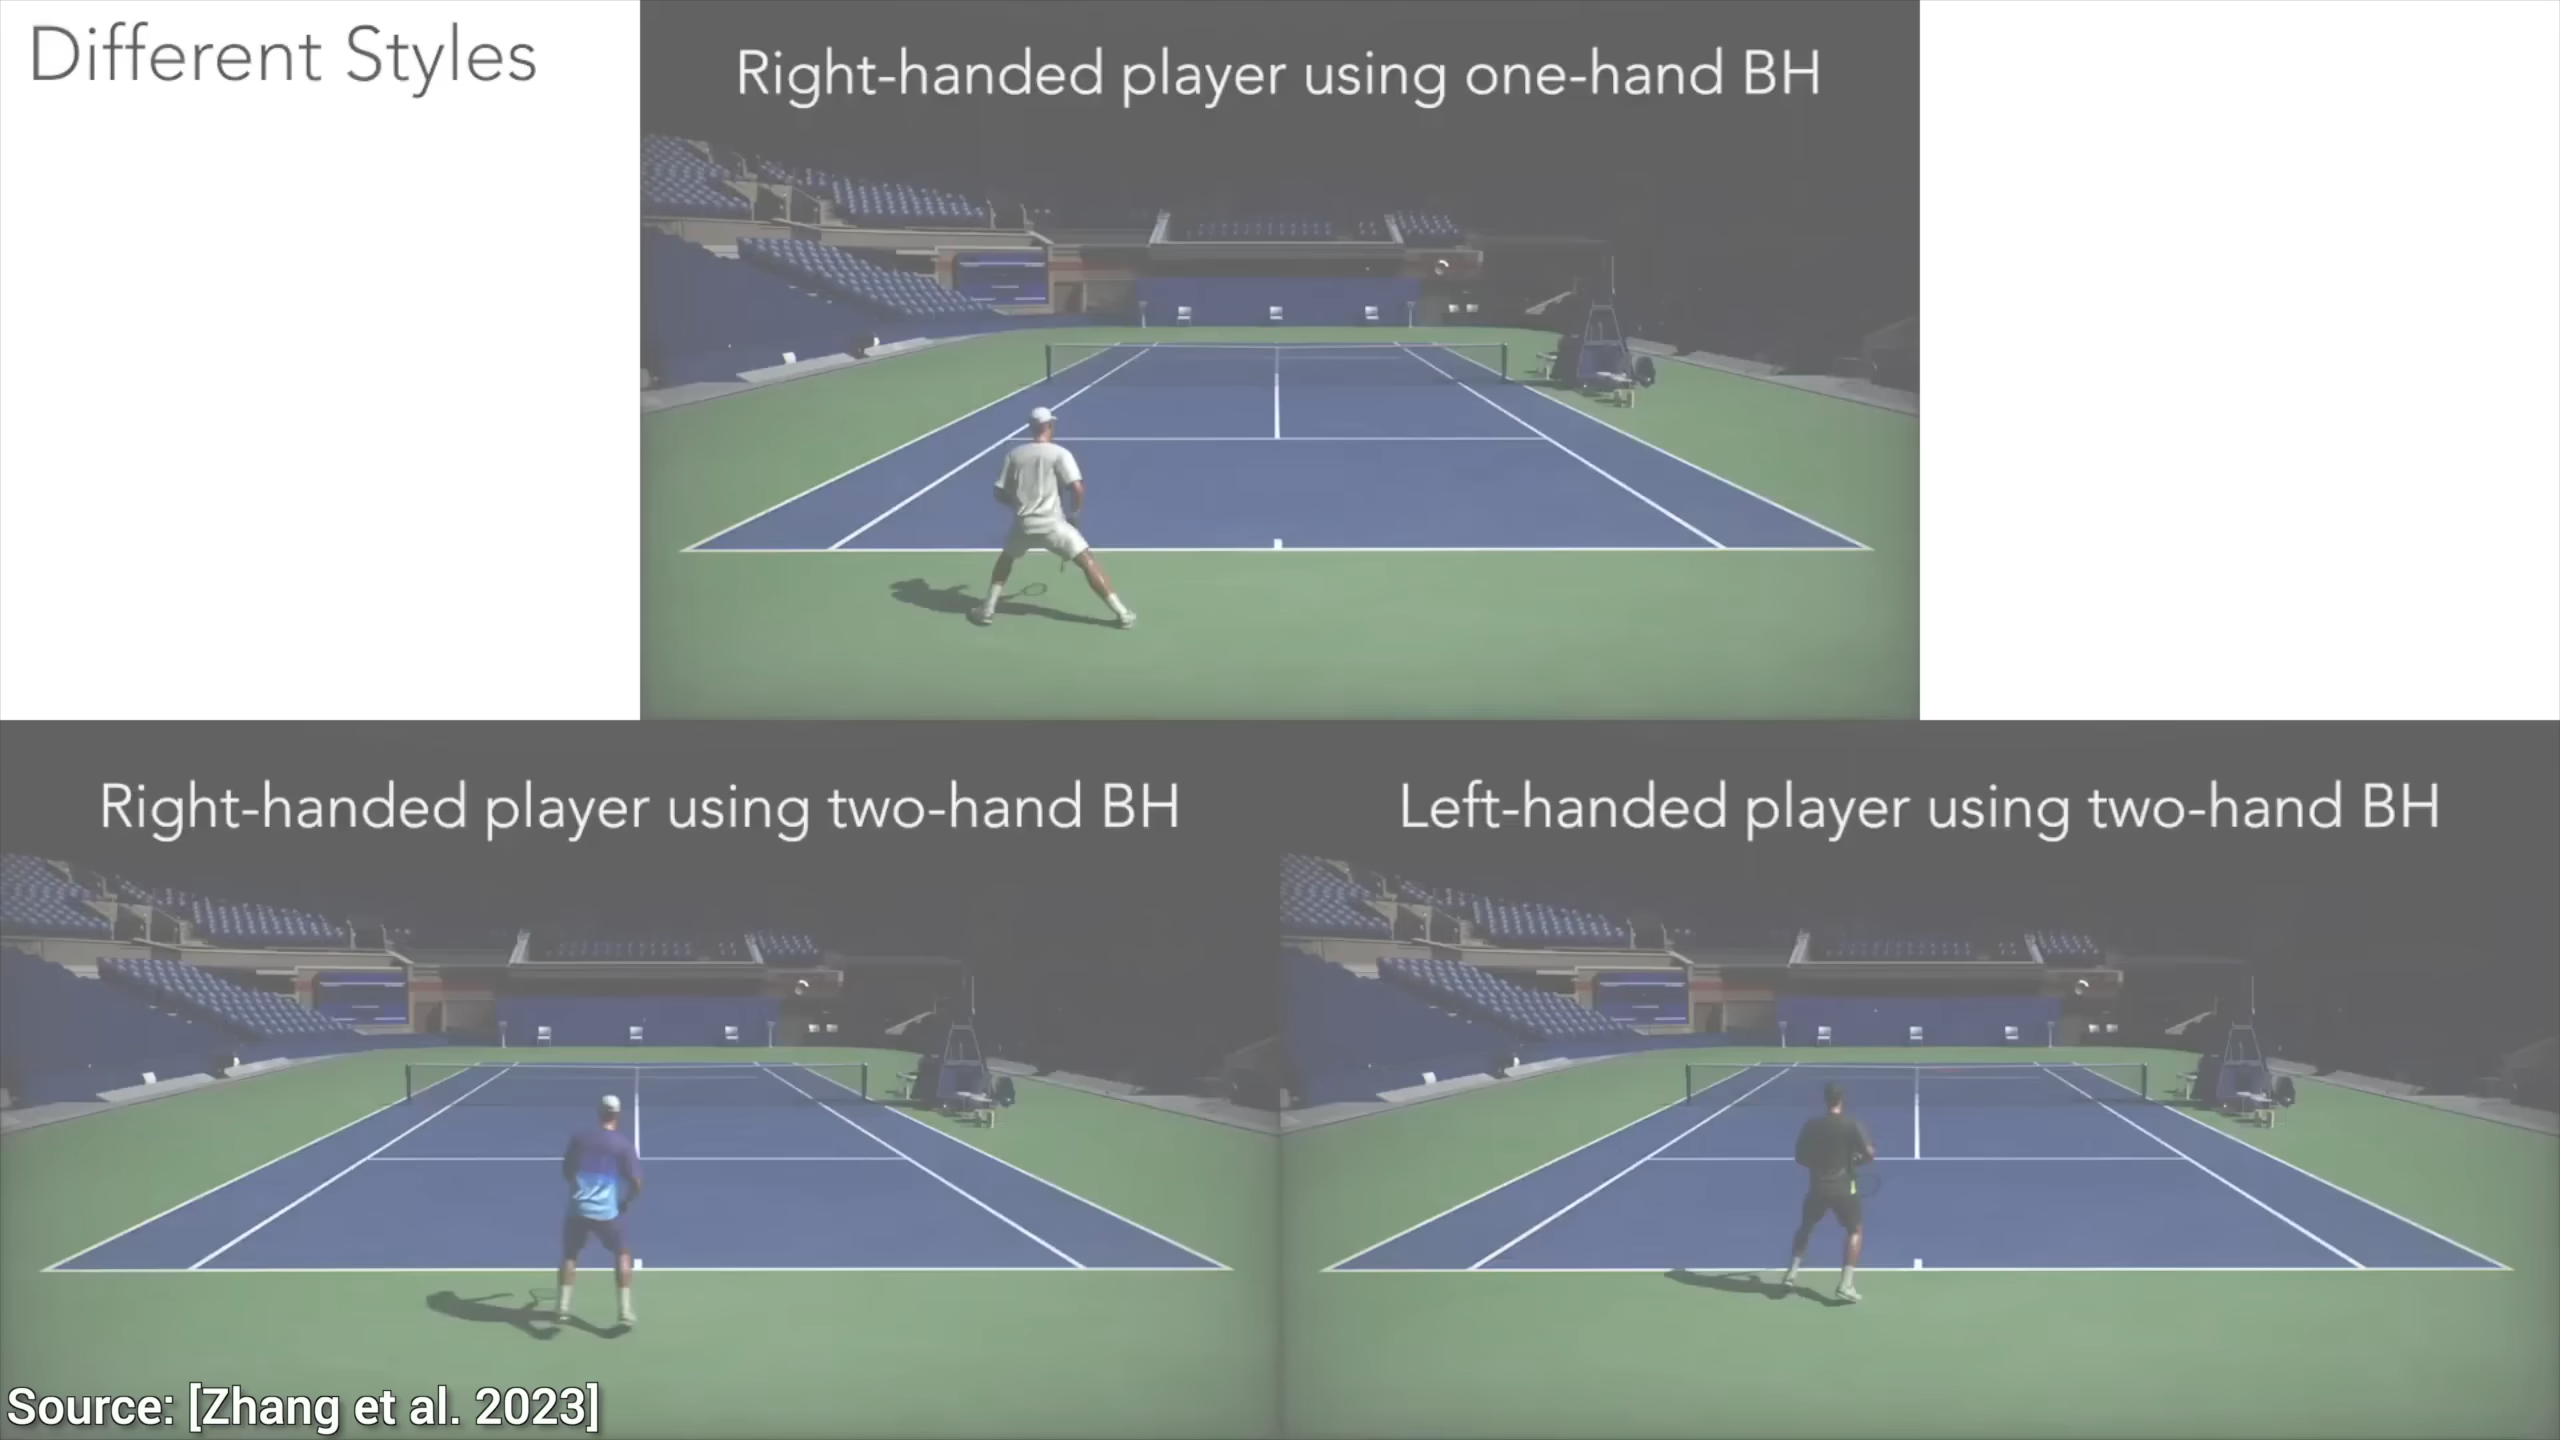 Different Styles
Right-handed player using one-hand BH
Right-handed player using two-hand BH
Left-handed player using two-hand BH
Source: [Zhang et al. 2023]